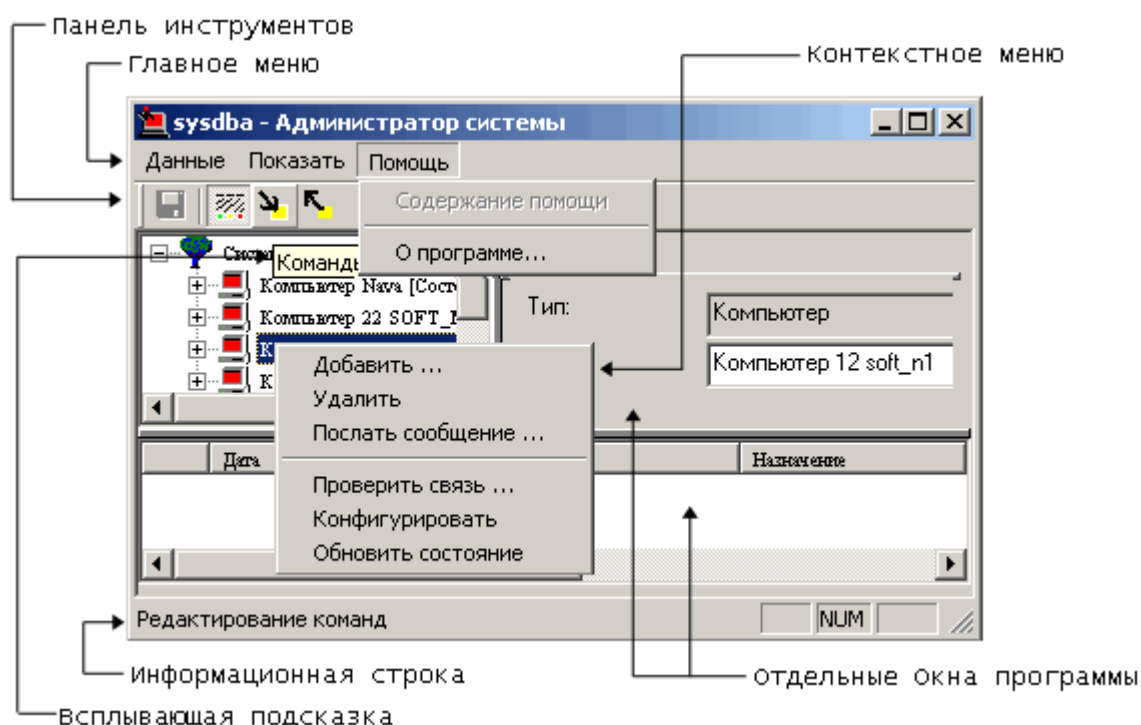 Панель инструментов
Главное меню
Контекстное меню
sysdba - Администратор системы
Данные Показать Помощь
Содержание помощи
О программе...
Команды
Компьютер Nava [Состо
Компьютер 22 SOFT_
Тип:
Компьютер
Компьютер 12 soft_n1
К
К
Добавить ...
Удалить
Послать сообщение ...
Проверить связь ...
Конфигурировать
Обновить состояние
Дата
Назначение
Редактирование команд
NUM
Информационная строка
Отдельные окна программы
Всплывающая подсказка